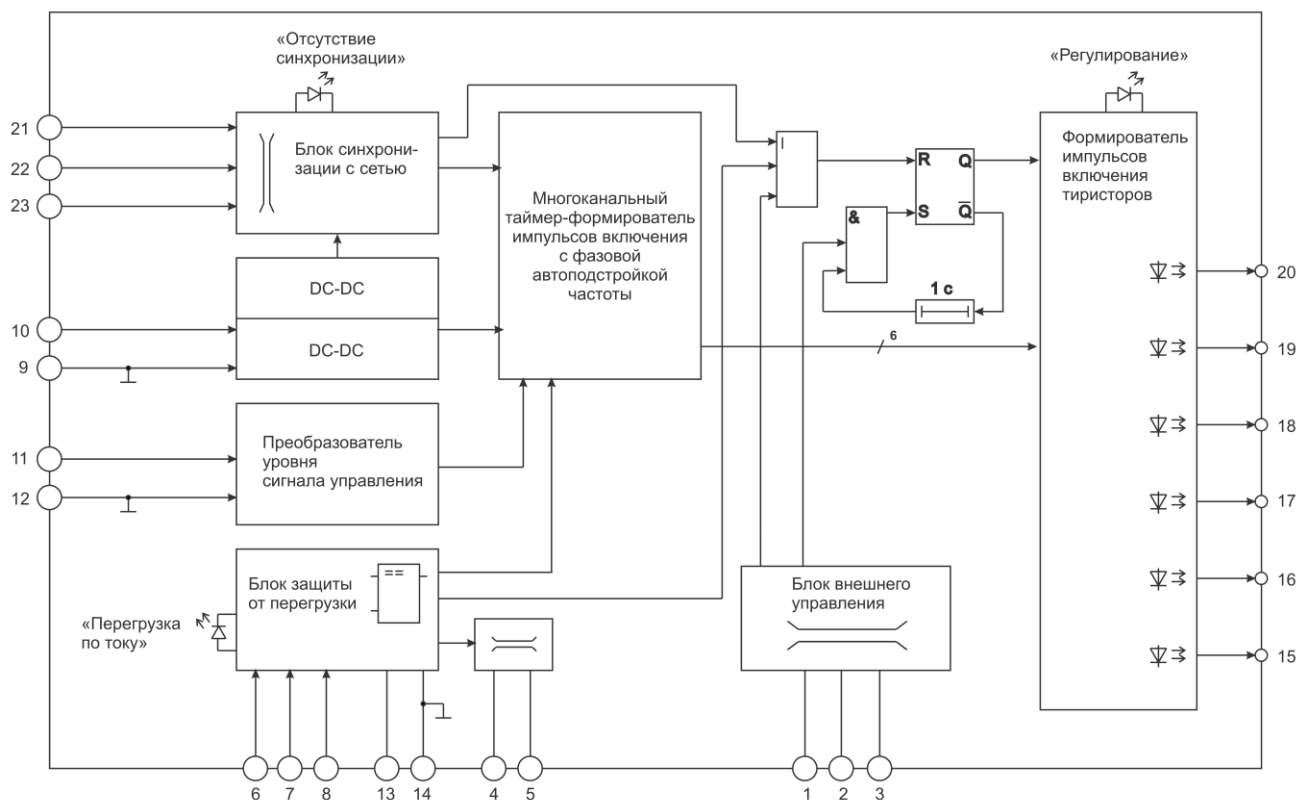 «Отсутствие
синхронизации»
«Регулирование»
21
22
23
Блок синхрони-
зации с сетью
Многоканальный
таймер-формирователь
импульсов включения
с фазовой
автоподстройкой
частоты
I
&
R Q
S Q̅
1 с
6
Формирователь
импульсов
включения
тиристоров
DC-DC
DC-DC
10
9
11
12
Преобразователь
уровня
сигнала управления
Блок защиты
от перегрузки
==
«Перегрузка
по току»
Блок внешнего
управления
20
19
18
17
16
15
6 7 8 13 14 4 5 1 2 3